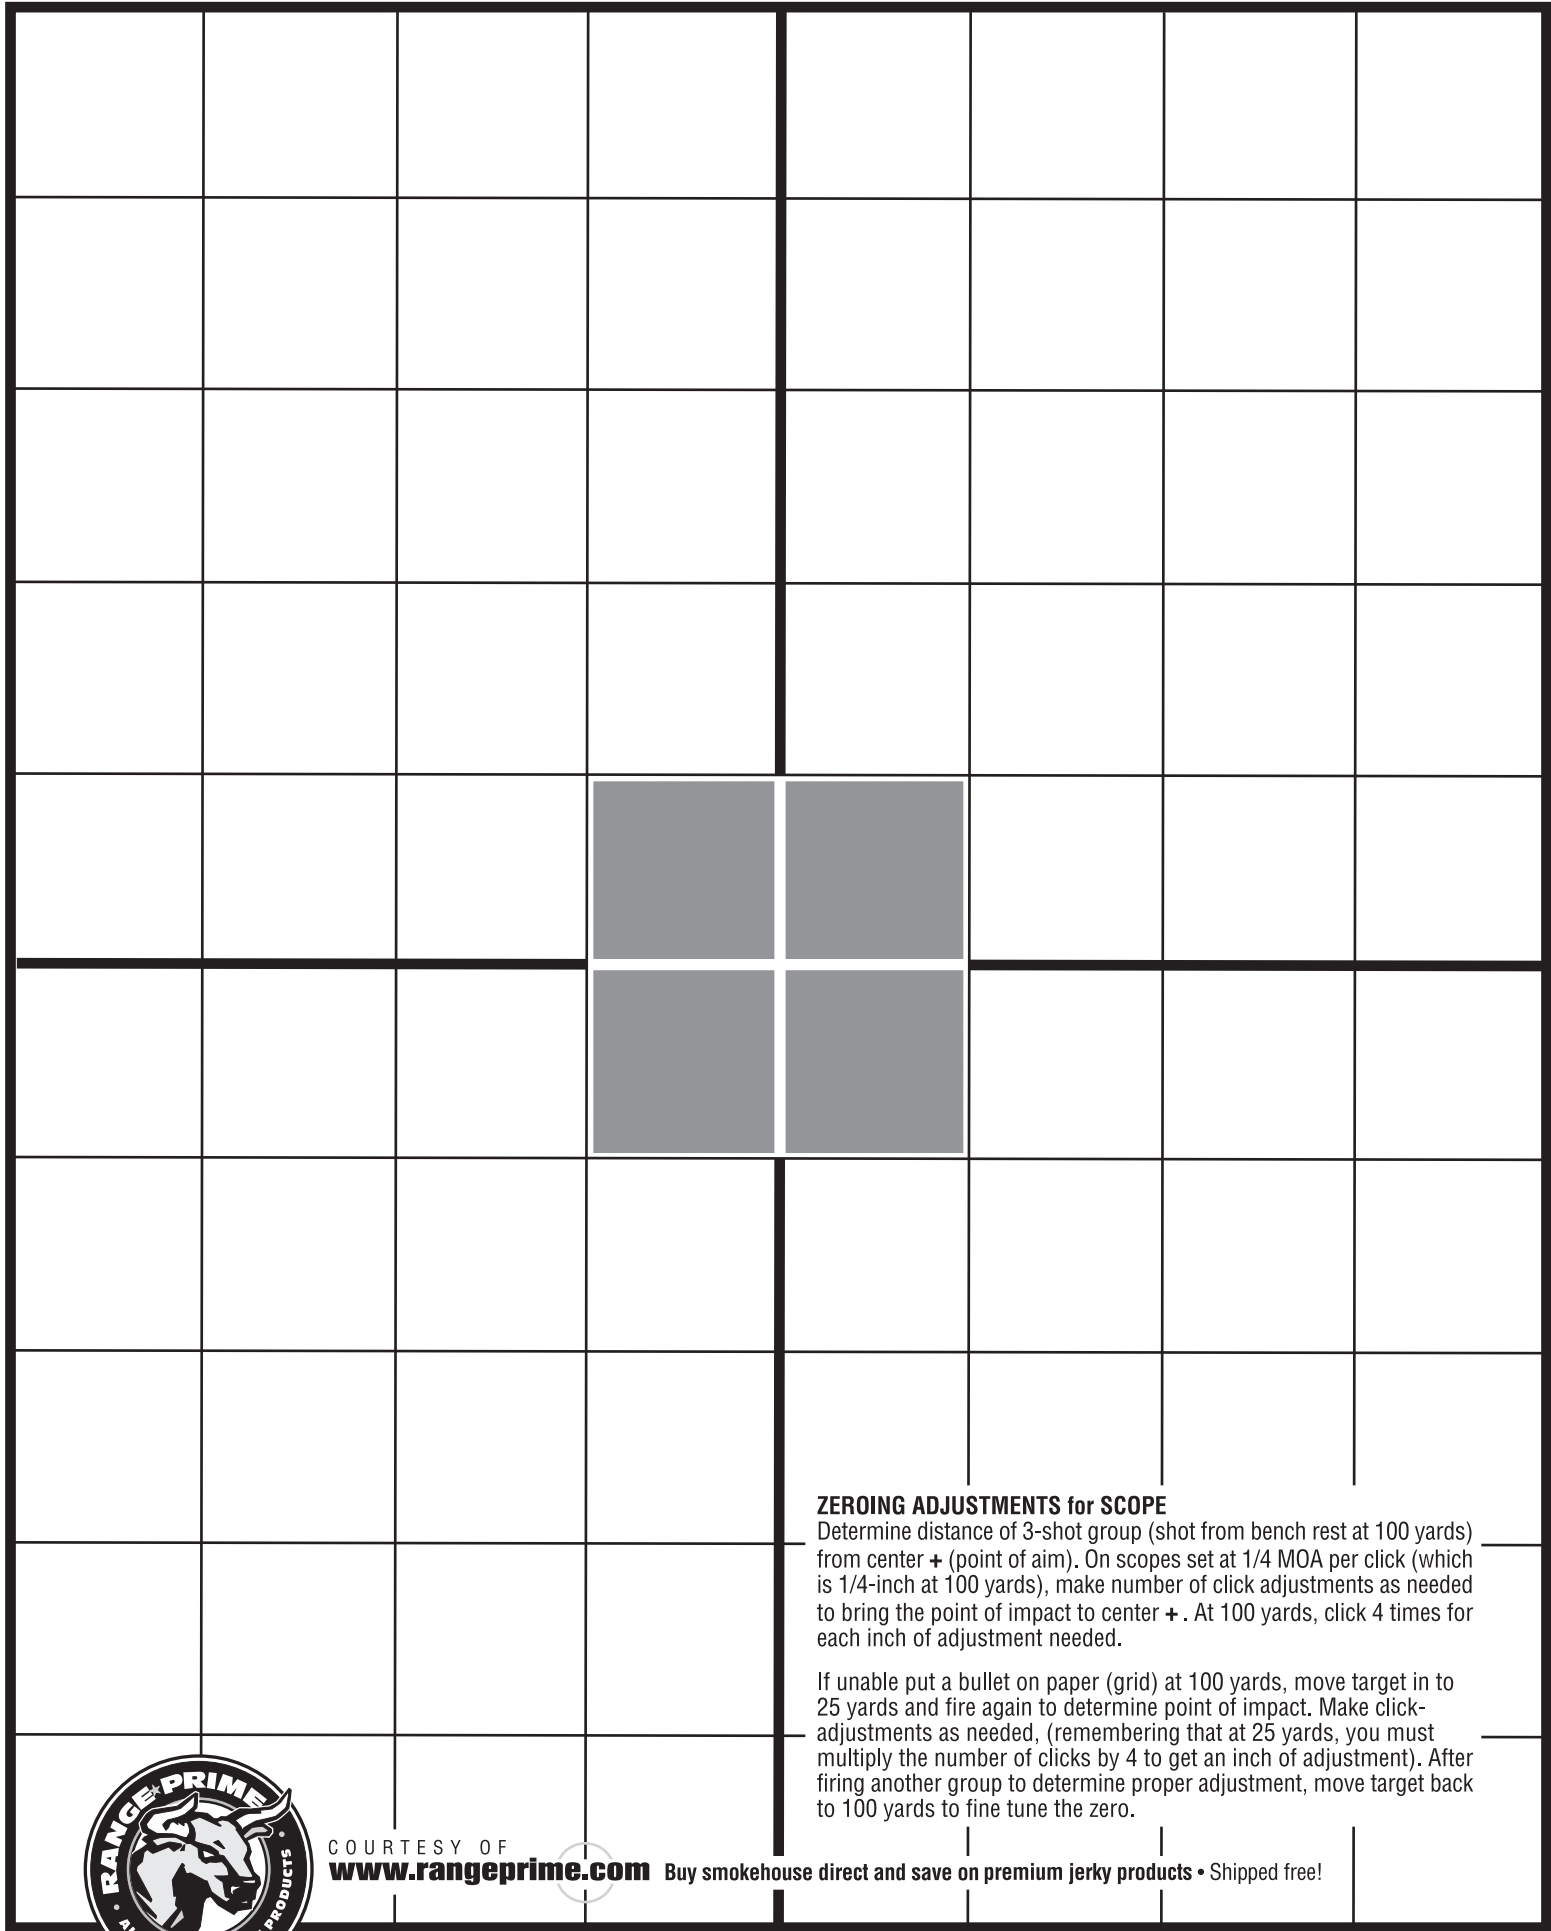 ZEROING ADJUSTMENTS for SCOPE
Determine distance of 3-shot group (shot from bench rest at 100 yards)
from center + (point of aim). On scopes set at 1/4 MOA per click (which
is 1/4-inch at 100 yards), make number of click adjustments as needed
to bring the point of impact to center + . At 100 yards, click 4 times for
each inch of adjustment needed.
If unable put a bullet on paper (grid) at 100 yards, move target in to
25 yards and fire again to determine point of impact. Make click-
adjustments as needed, (remembering that at 25 yards, you must
multiply the number of clicks by 4 to get an inch of adjustment). After
firing another group to determine proper adjustment, move target back
to 100 yards to fine tune the zero.
RANGE★PRIME
PRODUCTS
COURTESY OF
www.rangeprime.com Buy smokehouse direct and save on premium jerky products • Shipped free!